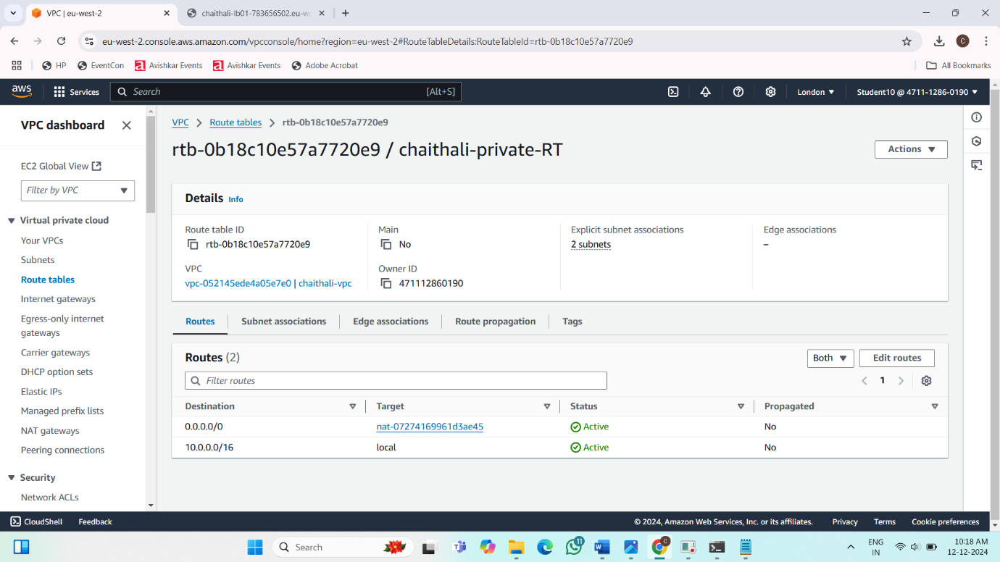 VPC | eu-west-2
chaithali-lb01-783656502.eu-w
eu-west-2.console.aws.amazon.com/vpcconsole/home?region=eu-west-2#RouteTableDetails:RouteTableId=rtb-0b18c10e57a7720e9
C
HP
EventCon
Avishkar Events
Avishkar Events
Adobe Acrobat
All Bookmarks
aws
Services
Search
[Alt+S]
London
Student10 @ 4711-1286-0190
VPC dashboard
EC2 Global View
Filter by VPC
Virtual private cloud
Your VPCs
Subnets
Route tables
Internet gateways
Egress-only internet
gateways
Carrier gateways
DHCP option sets
Elastic IPs
Managed prefix lists
NAT gateways
Peering connections
Security
Network ACLs
VPC > Route tables > rtb-0b18c10e57a7720e9
rtb-0b18c10e57a7720e9 / chaithali-private-RT
Actions
Details Info
Route table ID
rtb-0b18c10e57a7720e9
Main
No
Explicit subnet associations
2 subnets
Edge associations
–
VPC
vpc-052145ede4a05e7e0 | chaithali-vpc
Owner ID
471112860190
Routes
Subnet associations
Edge associations
Route propagation
Tags
Routes (2)
Both
Edit routes
Filter routes
1
Destination Target Status Propagated
0.0.0.0/0 nat-07274169961d3ae45 Active No
10.0.0.0/16 local Active No
CloudShell
Feedback
© 2024, Amazon Web Services, Inc. or its affiliates.
Privacy
Terms
Cookie preferences
Search
11
C
ENG
IN
10:18 AM
12-12-2024